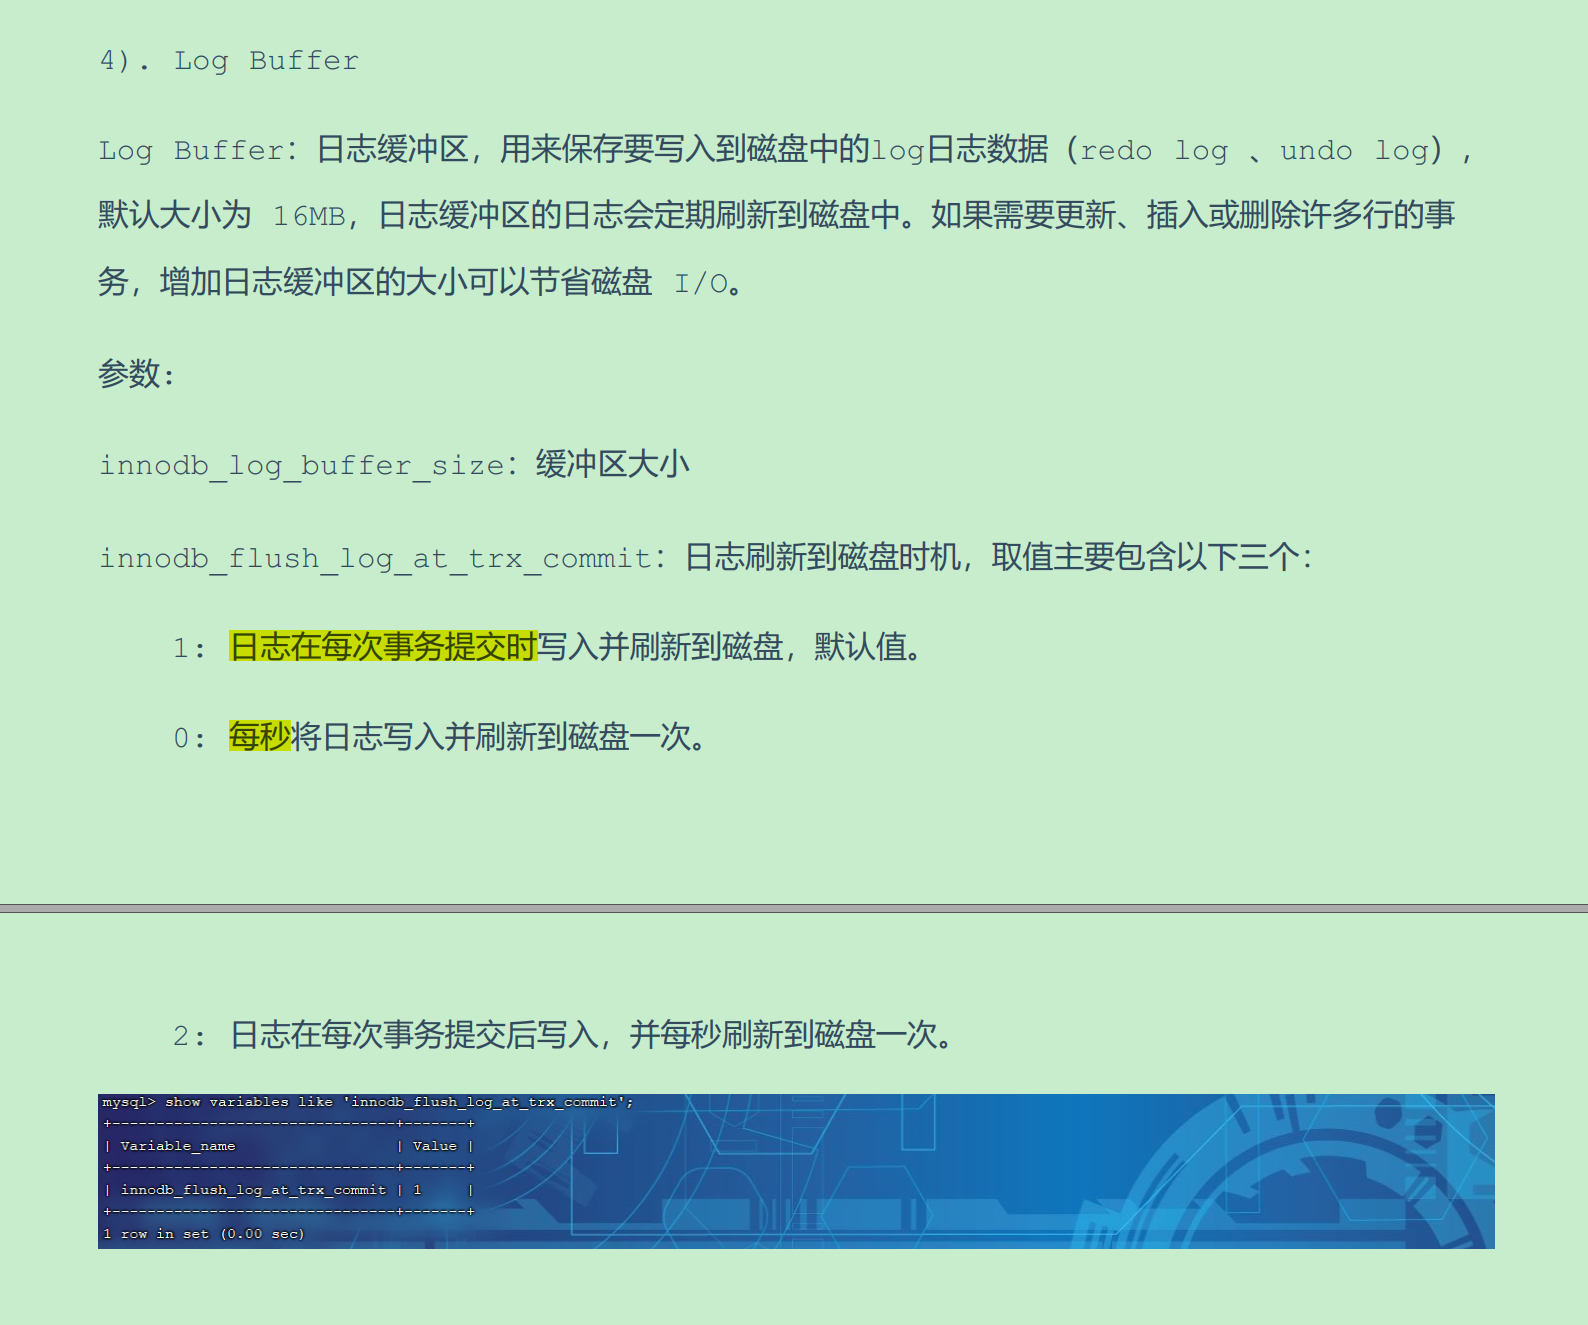 4). Log Buffer
Log Buffer：日志缓冲区，用来保存要写入到磁盘中的log日志数据（redo log 、undo log），
默认大小为 16MB，日志缓冲区的日志会定期刷新到磁盘中。如果需要更新、插入或删除许多行的事
务，增加日志缓冲区的大小可以节省磁盘 I/O。
参数：
innodb_log_buffer_size：缓冲区大小
innodb_flush_log_at_trx_commit：日志刷新到磁盘时机，取值主要包含以下三个：
1: 日志在每次事务提交时写入并刷新到磁盘，默认值。
0: 每秒将日志写入并刷新到磁盘一次。
2: 日志在每次事务提交后写入，并每秒刷新到磁盘一次。
mysql> show variables like 'innodb_flush_log_at_trx_commit';
+--------------------------------+-------+
| Variable_name                  | Value |
+--------------------------------+-------+
| innodb_flush_log_at_trx_commit | 1     |
+--------------------------------+-------+
1 row in set (0.00 sec)